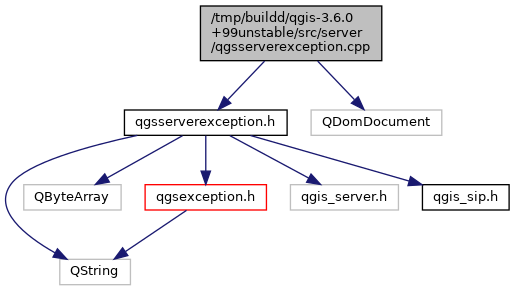 /tmp/buildd/qgis-3.6.0
+99unstable/src/server
/qgsserverexception.cpp
qgsserverexception.h
QDomDocument
QByteArray
qgsexception.h
qgis_server.h
qgis_sip.h
QString